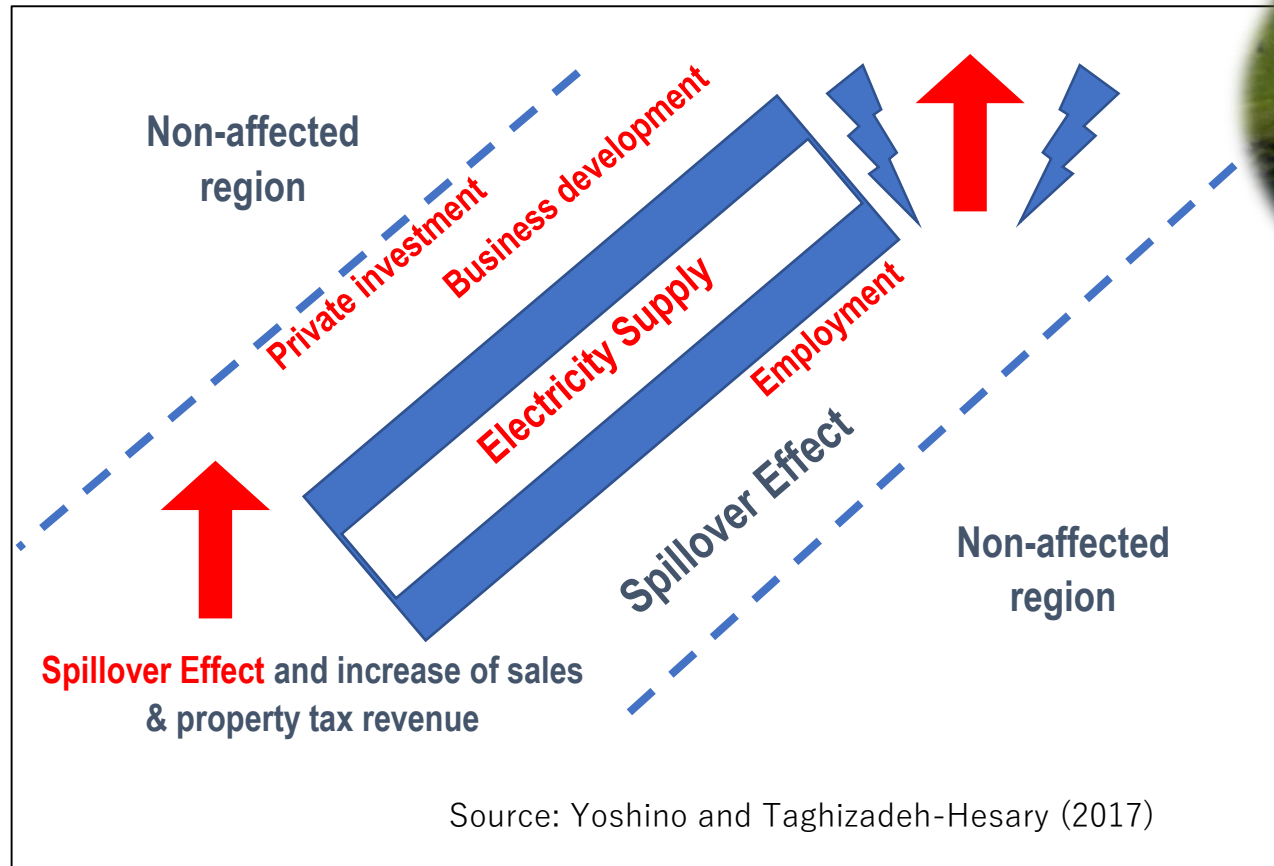 Non-affected
region
Private investment
Business development
Electricity Supply
Employment
Spillover Effect
Non-affected
region
Spillover Effect and increase of sales
& property tax revenue
Source: Yoshino and Taghizadeh-Hesary (2017)